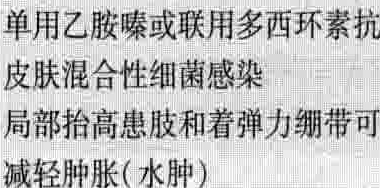 单用乙胺嗪或联用多西环素抗
皮肤混合性细菌感染
局部抬高患肢和着弹力绷带可
减轻肿胀(水肿)